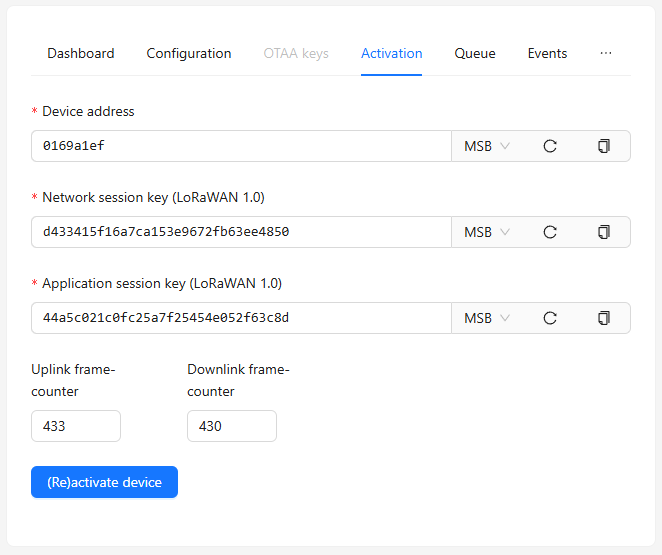 Dashboard Configuration OTAA keys Activation Queue Events ···
* Device address
0169a1ef MSB
* Network session key (LoRaWAN 1.0)
d433415f16a7ca153e9672fb63ee4850 MSB
* Application session key (LoRaWAN 1.0)
44a5c021c0fc25a7f25454e052f63c8d MSB
Uplink frame- Downlink frame-
counter counter
433 430
(Re)activate device